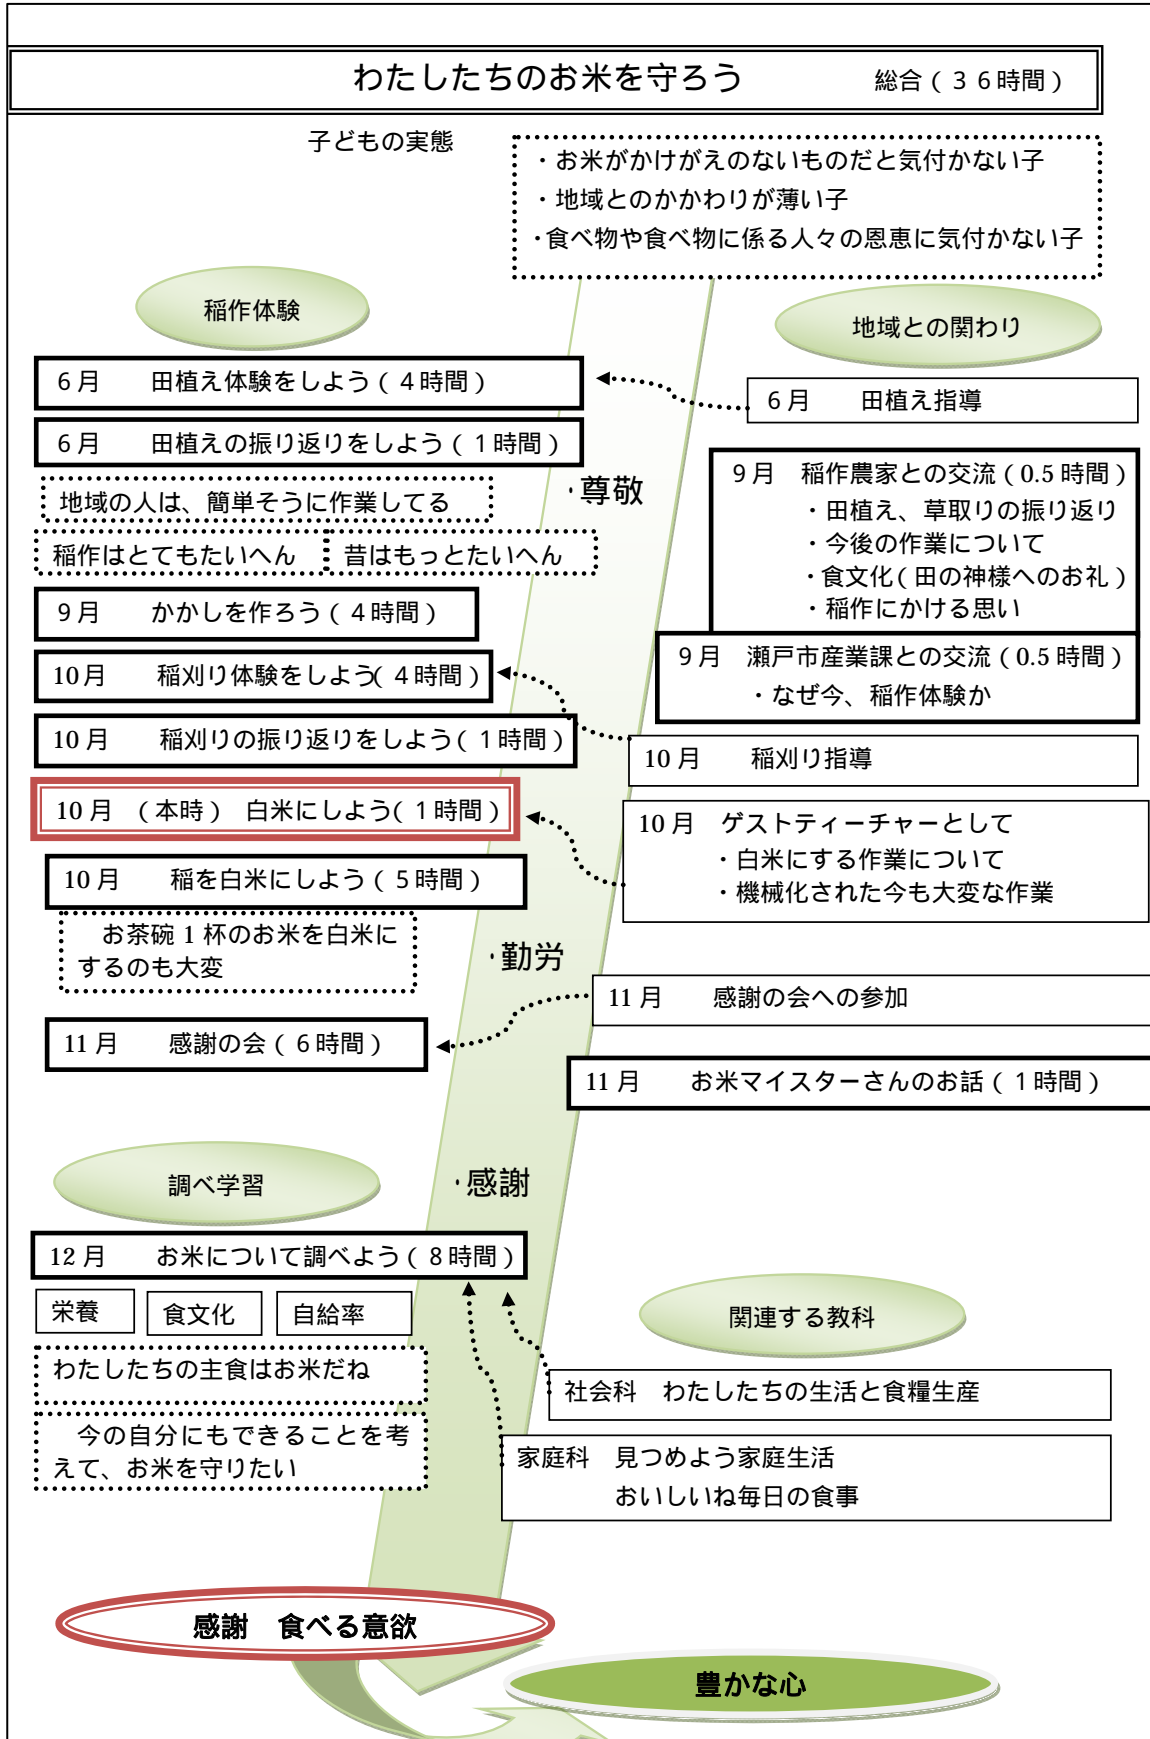 わたしたちのお米を守ろう　総合（３６時間）
子どもの実態
・お米がかけがえのないものだと気付かない子
・地域とのかかわりが薄い子
・食べ物や食べ物に係る人々の恩恵に気付かない子
稲作体験
地域との関わり
６月　田植え体験をしよう（４時間）
６月　田植え指導
６月　田植えの振り返りをしよう（１時間）
地域の人は、簡単そうに作業してる
稲作はとてもたいへん
昔はもっとたいへん
・尊敬
９月　稲作農家との交流（0.5 時間）
・田植え、草取りの振り返り
・今後の作業について
・食文化（田の神様へのお礼）
・稲作にかける思い
９月　かかしを作ろう（４時間）
９月　瀬戸市産業課との交流（0.5 時間）
・なぜ今、稲作体験か
10月　稲刈り体験をしよう（４時間）
10月　稲刈りの振り返りをしよう（１時間）
10月　稲刈り指導
10月　（本時）　白米にしよう（１時間）
10月　ゲストティーチャーとして
・白米にする作業について
・機械化された今も大変な作業
10月　稲を白米にしよう（５時間）
お茶碗１杯のお米を白米に
するのも大変
・勤労
11月　感謝の会への参加
11月　感謝の会（６時間）
11月　お米マイスターさんのお話（１時間）
調べ学習
・感謝
12月　お米について調べよう（８時間）
栄養
食文化
自給率
関連する教科
わたしたちの主食はお米だね
社会科　わたしたちの生活と食糧生産
今の自分にもできることを考
えて、お米を守りたい
家庭科　見つめよう家庭生活
おいしいね毎日の食事
感謝　食べる意欲
豊かな心